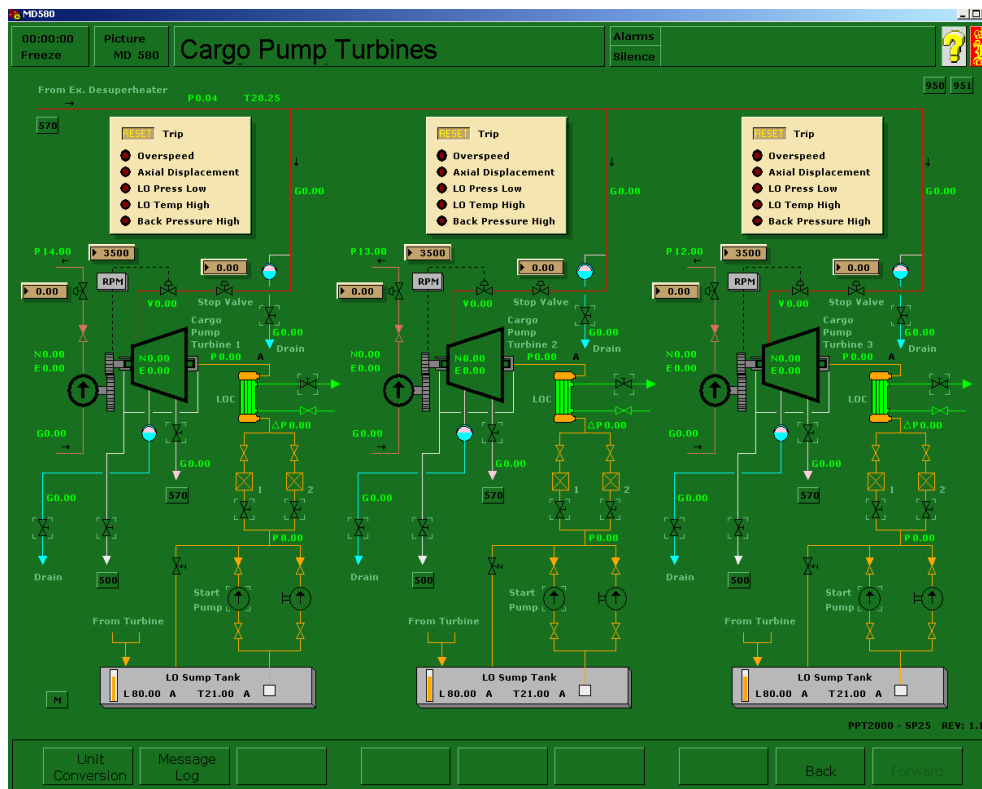 MD580
00:00:00
Freeze
Picture
MD 580
Cargo Pump Turbines
Alarms
Silence
?
950 951
From Ex. Desuperheater
P0.04 T28.25
570
RESET Trip
Overspeed
Axial Displacement
LO Press Low
LO Temp High
Back Pressure High
G0.00
P14.00
3500
0.00
0.00
RPM
V0.00
Stop Valve
Cargo
Pump
Turbine 1
G0.00
Drain
N0.00
E0.00
N0.00
E0.00
P0.00 A
LOC
△P0.00
G0.00
G0.00
570
1 2
G0.00
P0.00
Drain
500
Start
Pump
From Turbine
LO Sump Tank
L80.00 A T21.00 A
RESET Trip
Overspeed
Axial Displacement
LO Press Low
LO Temp High
Back Pressure High
G0.00
P13.00
3500
0.00
0.00
RPM
V0.00
Stop Valve
Cargo
Pump
Turbine 2
G0.00
Drain
N0.00
E0.00
N0.00
E0.00
P0.00 A
LOC
△P0.00
G0.00
G0.00
570
1 2
G0.00
P0.00
Drain
500
Start
Pump
From Turbine
LO Sump Tank
L80.00 A T21.00 A
RESET Trip
Overspeed
Axial Displacement
LO Press Low
LO Temp High
Back Pressure High
G0.00
P12.00
3500
0.00
0.00
RPM
V0.00
Stop Valve
Cargo
Pump
Turbine 3
G0.00
Drain
N0.00
E0.00
N0.00
E0.00
P0.00 A
LOC
△P0.00
G0.00
G0.00
570
1 2
G0.00
P0.00
Drain
500
Start
Pump
From Turbine
LO Sump Tank
L80.00 A T21.00 A
M
PPT2000 - SP25 REV: 1.1
Unit
Conversion
Message
Log
Back
Forward